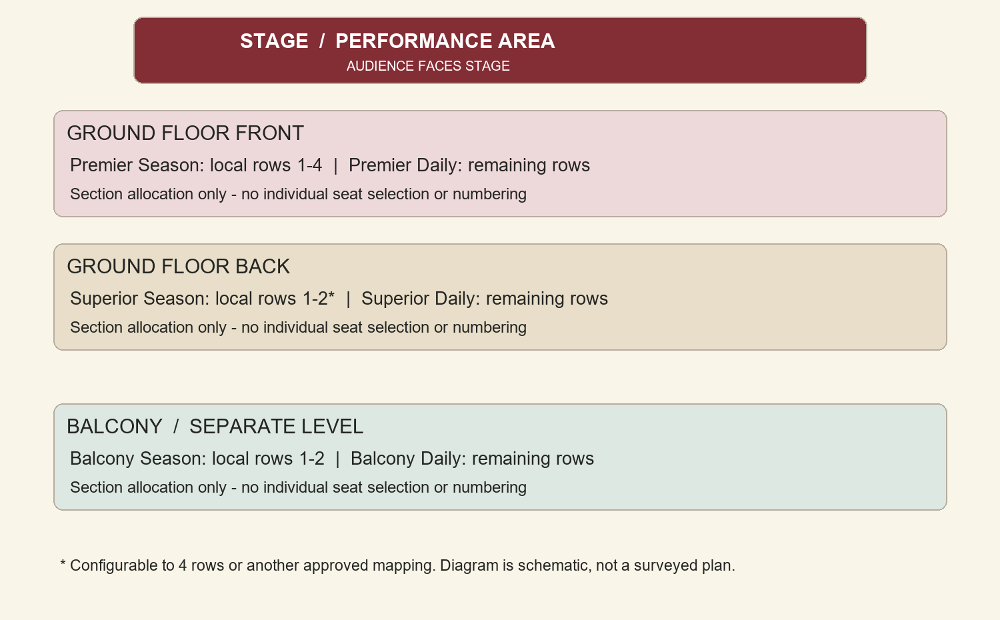 STAGE / PERFORMANCE AREA
AUDIENCE FACES STAGE
GROUND FLOOR FRONT
Premier Season: local rows 1-4 | Premier Daily: remaining rows
Section allocation only - no individual seat selection or numbering
GROUND FLOOR BACK
Superior Season: local rows 1-2* | Superior Daily: remaining rows
Section allocation only - no individual seat selection or numbering
BALCONY / SEPARATE LEVEL
Balcony Season: local rows 1-2 | Balcony Daily: remaining rows
Section allocation only - no individual seat selection or numbering
* Configurable to 4 rows or another approved mapping. Diagram is schematic, not a surveyed plan.